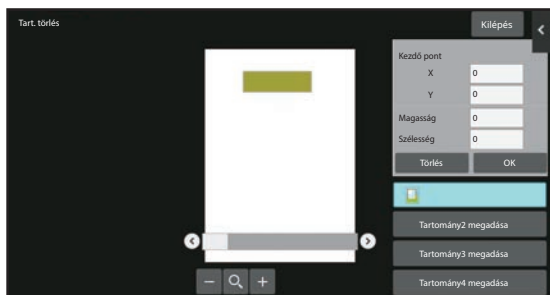 Tart. törlés
Kilépés
Kezdő pont
X 0
Y 0
Magasság 0
Szélesség 0
Törlés OK
Tartomány2 megadása
Tartomány3 megadása
Tartomány4 megadása